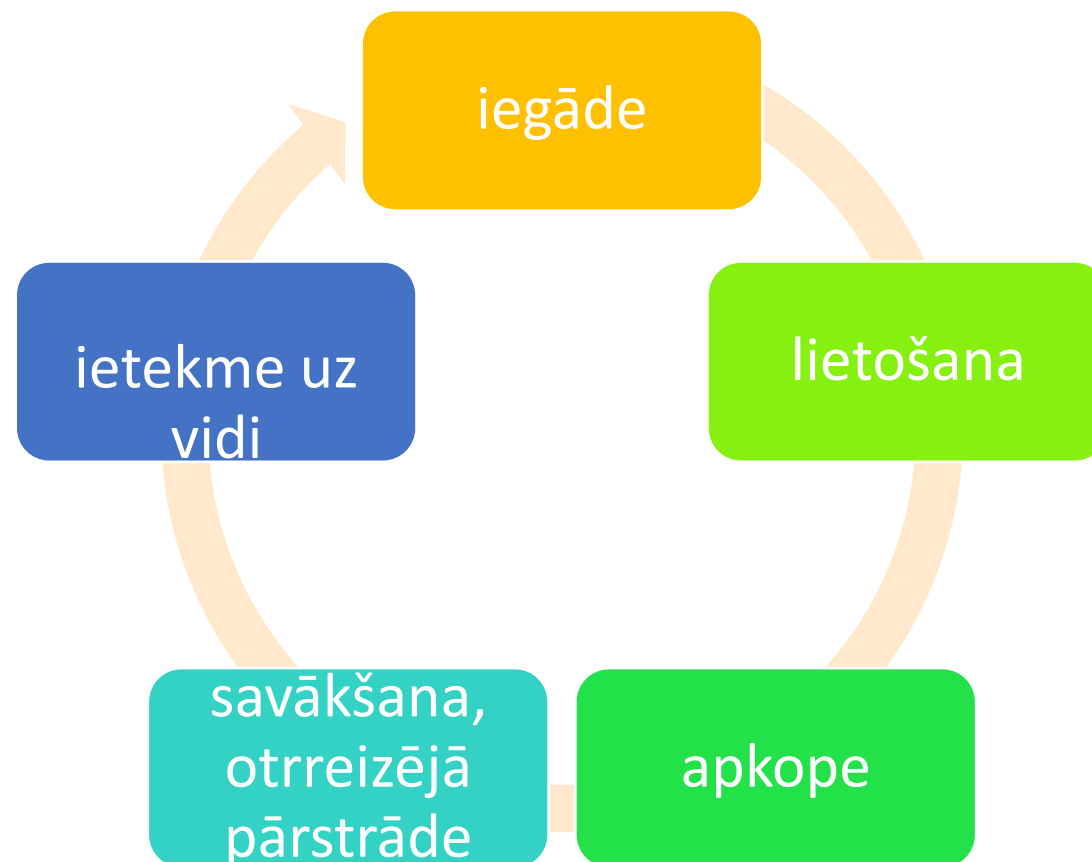 iegāde
lietošana
apkope
savākšana,
otrreizējā
pārstrāde
ietekme uz
vidi